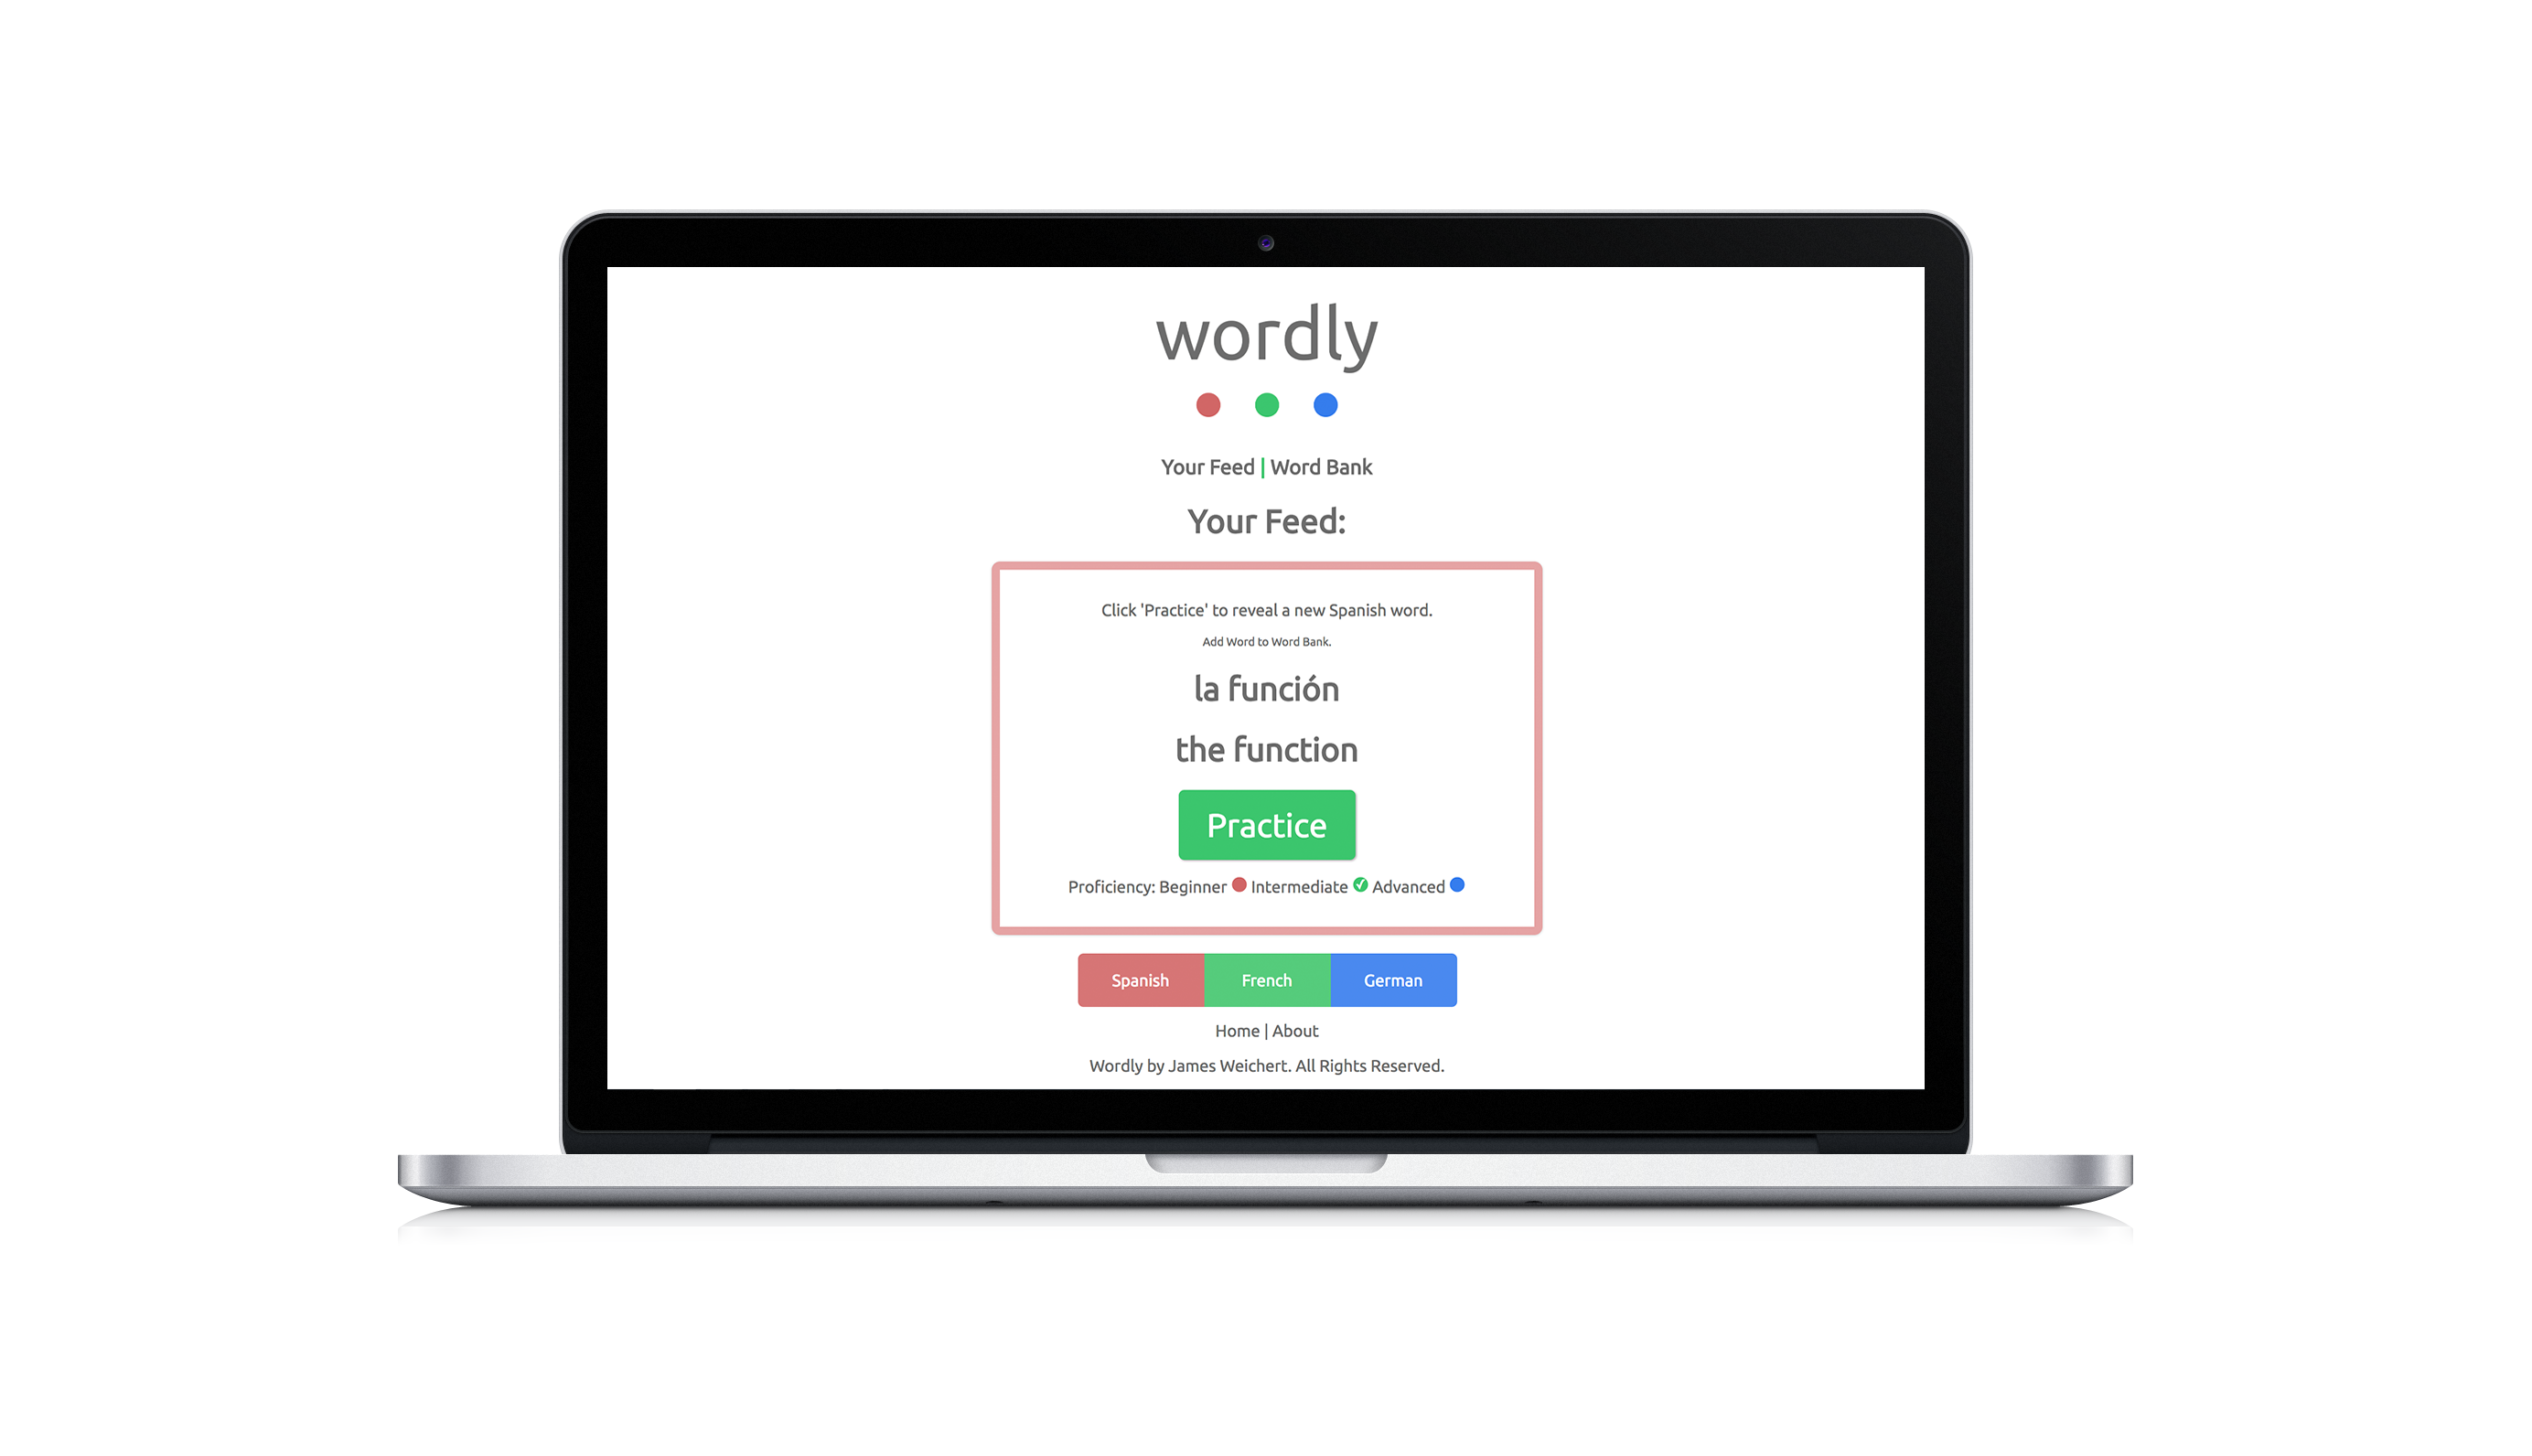 wordly
Your Feed | Word Bank
Your Feed:
Click 'Practice' to reveal a new Spanish word.
Add Word to Word Bank.
la función
the function
Practice
Proficiency: Beginner Intermediate Advanced
Spanish French German
Home | About
Wordly by James Weichert. All Rights Reserved.